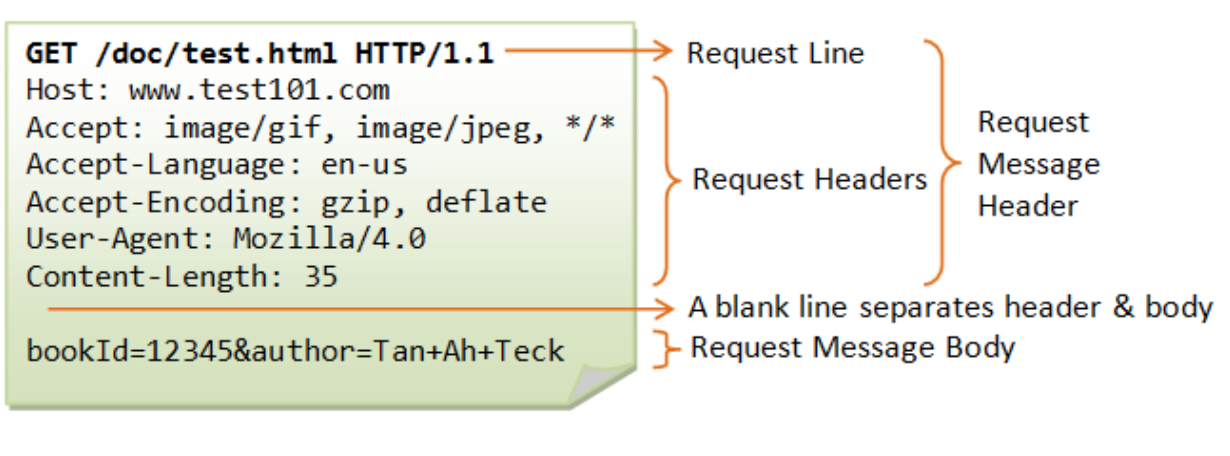 GET /doc/test.html HTTP/1.1
Host: www.test101.com
Accept: image/gif, image/jpeg, */*
Accept-Language: en-us
Accept-Encoding: gzip, deflate
User-Agent: Mozilla/4.0
Content-Length: 35
bookId=12345&author=Tan+Ah+Teck
Request Line
Request Headers
Request
Message
Header
A blank line separates header & body
Request Message Body